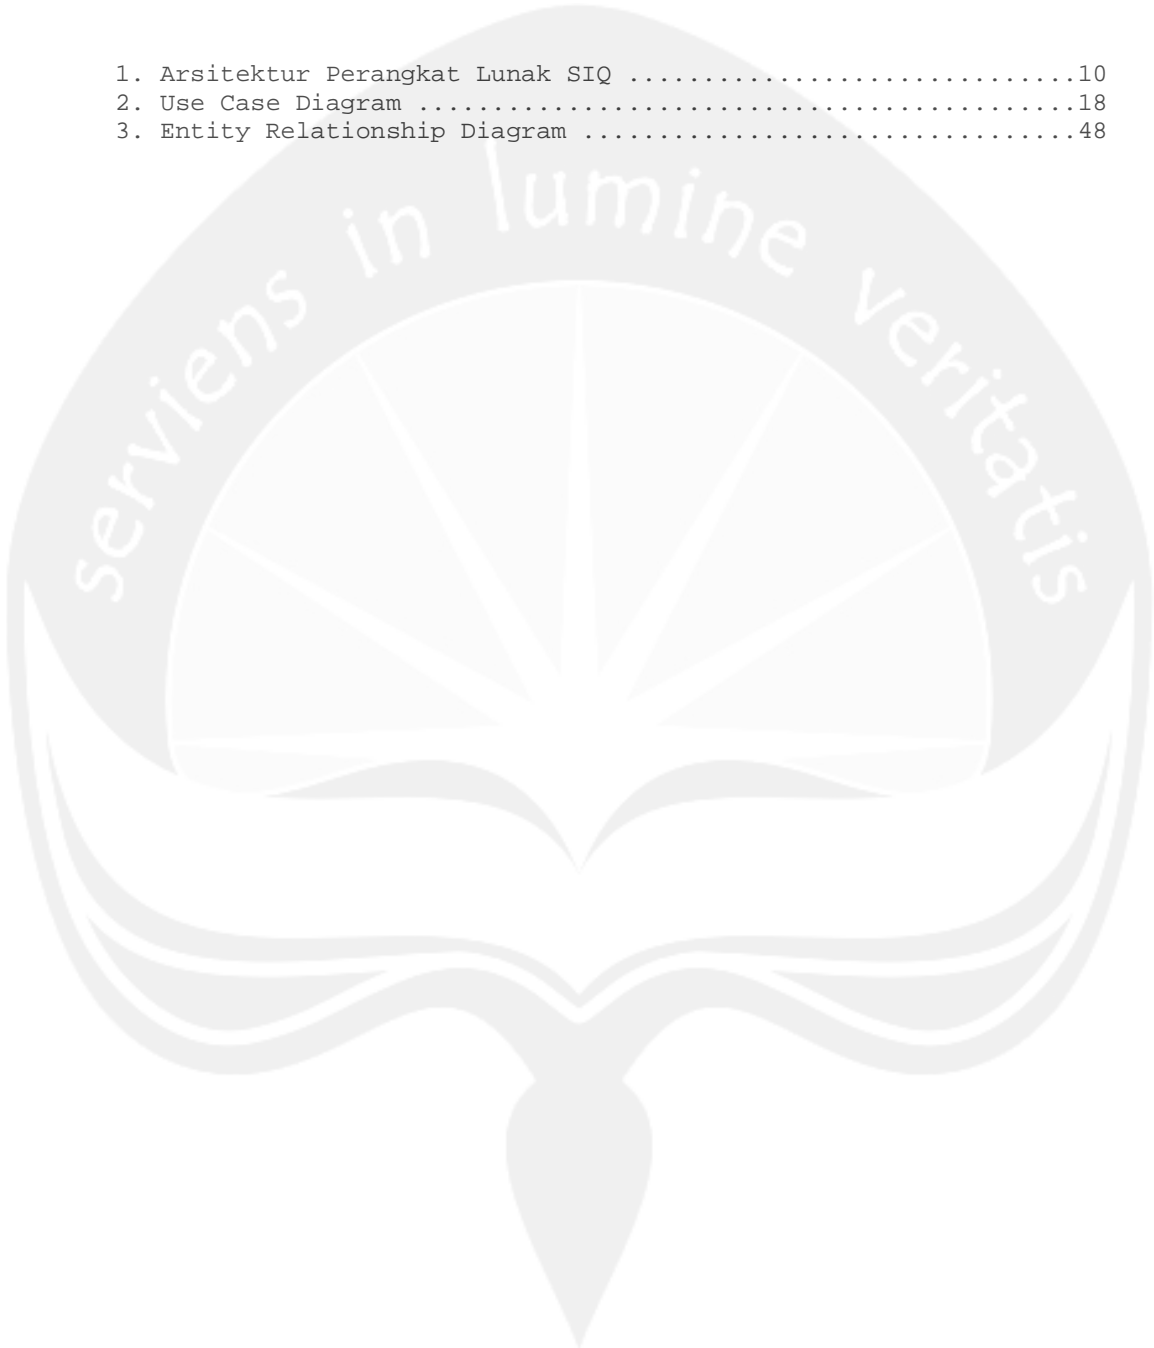 1. Arsitektur Perangkat Lunak SIQ ..............................10
2. Use Case Diagram ............................................18
3. Entity Relationship Diagram .................................48
serviens in lumine veritatis